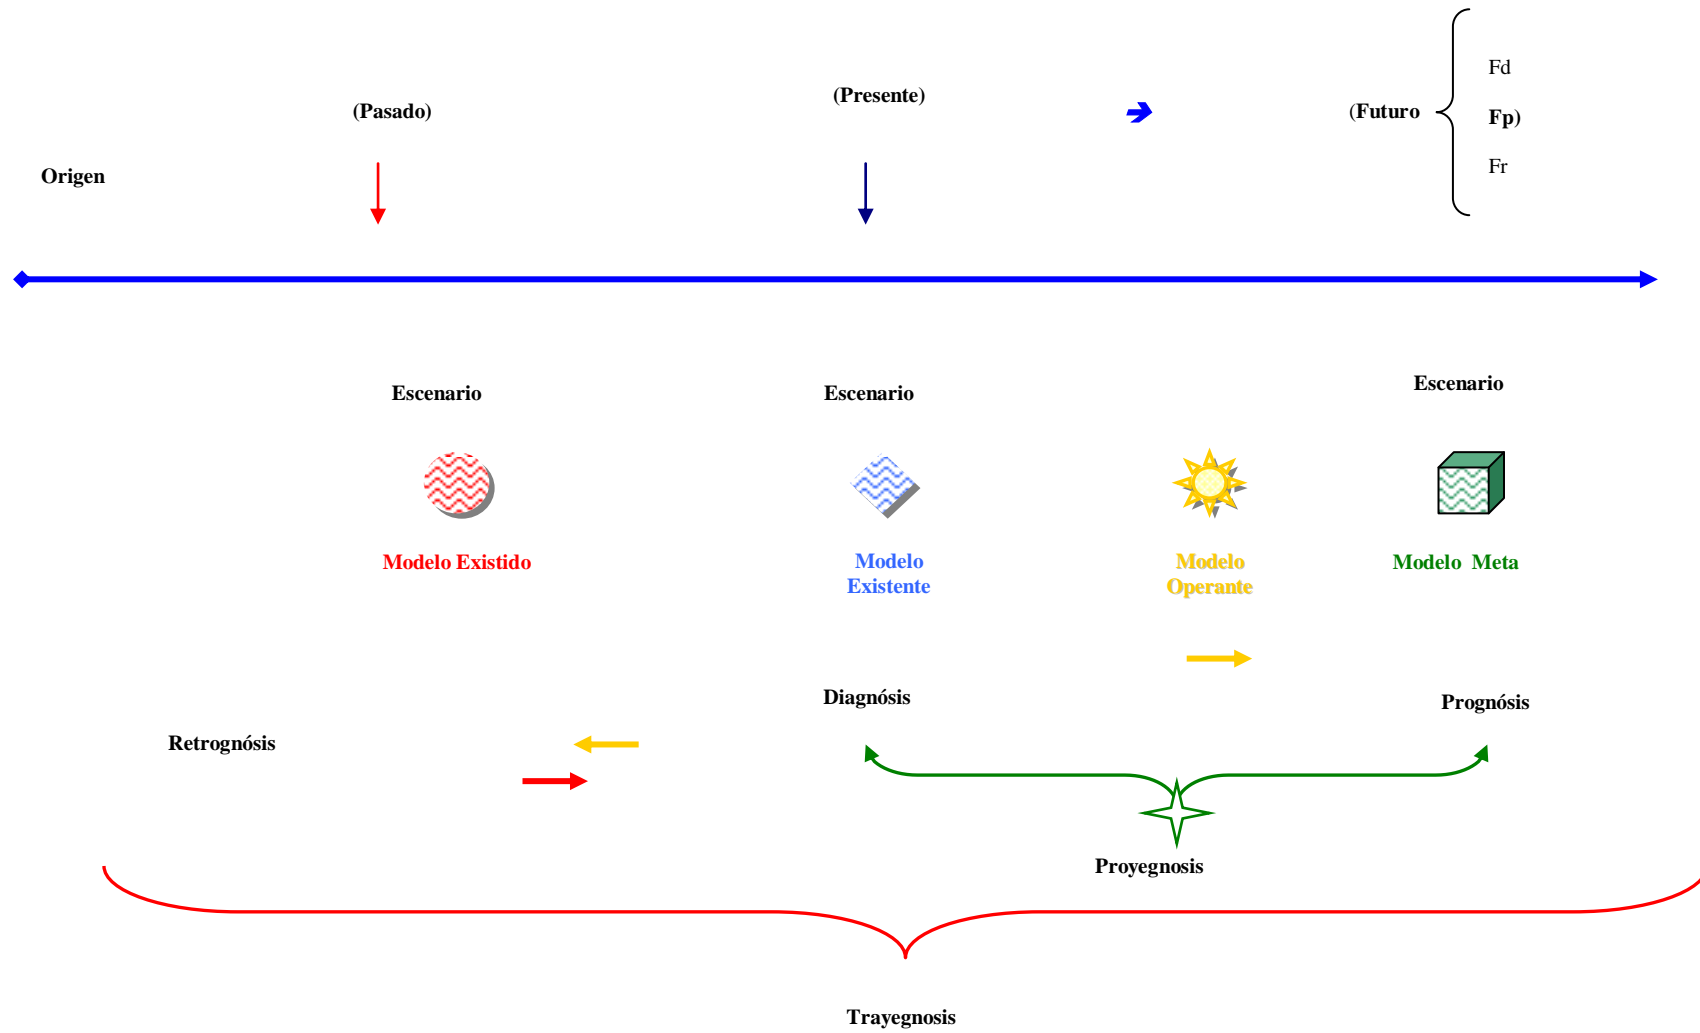 Fd
(Presente)
(Pasado)
(Futuro
Fp)
Fr
Origen
Escenario
Escenario
Escenario
Modelo Existido
Modelo
Existente
Modelo
Operante
Modelo Meta
Diagnósis
Prognósis
Retrognósis
Proyegnosis
Trayegnosis